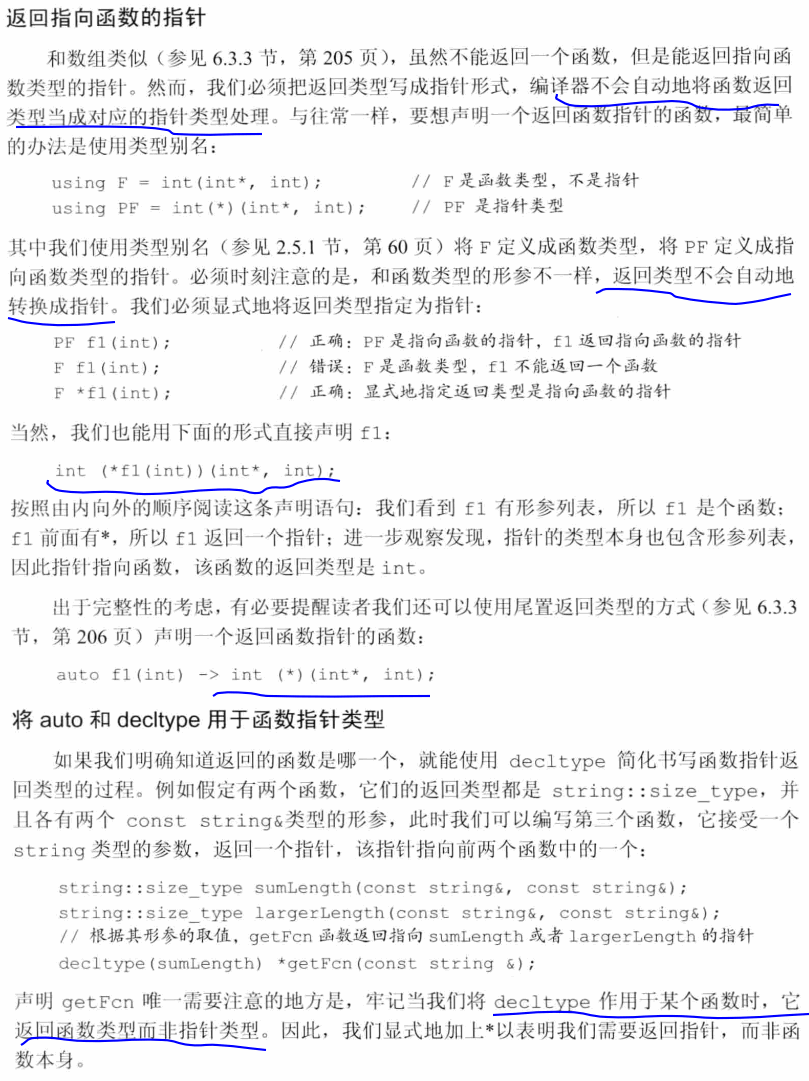 返回指向函数的指针
和数组类似（参见 6.3.3 节，第 205 页），虽然不能返回一个函数，但是能返回指向函
数类型的指针。然而，我们必须把返回类型写成指针形式，编译器不会自动地将函数返回
类型当成对应的指针类型处理。与往常一样，要想声明一个返回函数指针的函数，最简单
的办法是使用类型别名：
using F = int(int*, int); // F 是函数类型，不是指针
using PF = int(*)(int*, int); // PF 是指针类型
其中我们使用类型别名（参见 2.5.1 节，第 60 页）将 F 定义成函数类型，将 PF 定义成指
向函数类型的指针。必须时刻注意的是，和函数类型的形参不一样，返回类型不会自动地
转换成指针。我们必须显式地将返回类型指定为指针：
PF f1(int); // 正确：PF 是指向函数的指针，f1 返回指向函数的指针
F f1(int); // 错误：F 是函数类型，f1 不能返回一个函数
F *f1(int); // 正确：显式地指定返回类型是指向函数的指针
当然，我们也能用下面的形式直接声明 f1：
int (*f1(int))(int*, int);
按照由内向外的顺序阅读这条声明语句：我们看到 f1 有形参列表，所以 f1 是个函数；
f1 前面有*，所以 f1 返回一个指针；进一步观察发现，指针的类型本身也包含形参列表，
因此指针指向函数，该函数的返回类型是 int。
出于完整性的考虑，有必要提醒读者我们还可以使用尾置返回类型的方式（参见 6.3.3
节，第 206 页）声明一个返回函数指针的函数：
auto f1(int) -> int (*)(int*, int);
将 auto 和 decltype 用于函数指针类型
如果我们明确知道返回的函数是哪一个，就能使用 decltype 简化书写函数指针返
回类型的过程。例如假定有两个函数，它们的返回类型都是 string::size_type，并
且各有两个 const string&类型的形参，此时我们可以编写第三个函数，它接受一个
string 类型的参数，返回一个指针，该指针指向前两个函数中的一个：
string::size_type sumLength(const string&, const string&);
string::size_type largerLength(const string&, const string&);
// 根据其形参的取值，getFcn 函数返回指向 sumLength 或者 largerLength 的指针
decltype(sumLength) *getFcn(const string &);
声明 getFcn 唯一需要注意的地方是，牢记当我们将 decltype 作用于某个函数时，它
返回函数类型而非指针类型。因此，我们显式地加上*以表明我们需要返回指针，而非函
数本身。